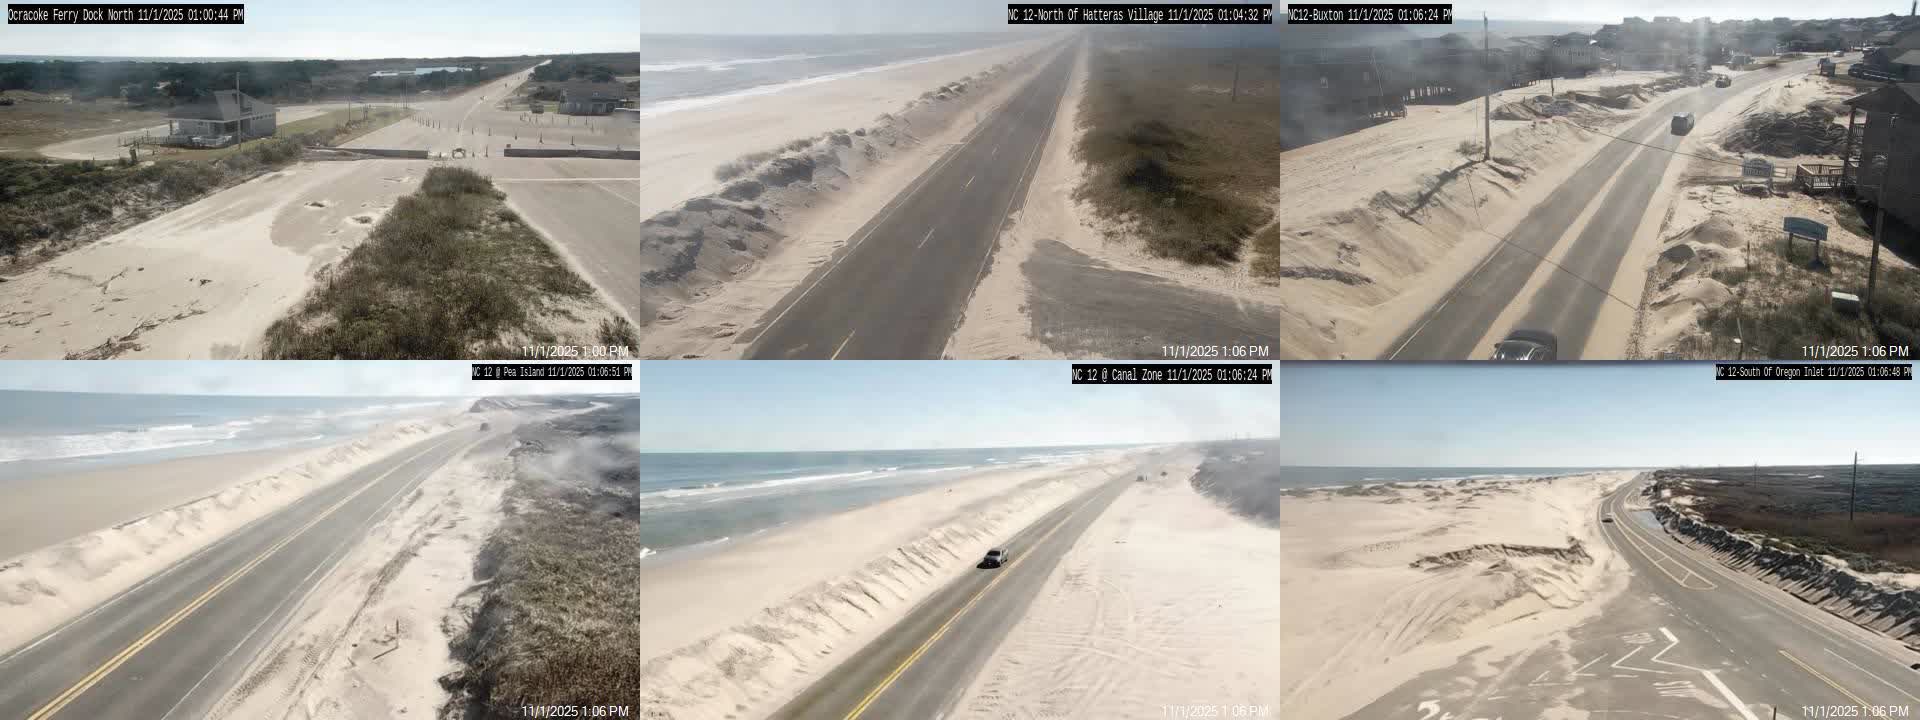 Ocracoke Ferry Dock North 11/1/2025 01:00:44 PM
NC 12-North Of Hatteras Village 11/1/2025 01:04:32 PM
NC12-Buxton 11/1/2025 01:06:24 PM
11/1/2025 1:00 PM
11/1/2025 1:06 PM
11/1/2025 1:06 PM
NC 12 @ Pea Island 11/1/2025 01:06:51 PM
NC 12 @ Canal Zone 11/1/2025 01:06:24 PM
NC 12-South Of Oregon Inlet 11/1/2025 01:06:48 PM
11/1/2025 1:06 PM
11/1/2025 1:06 PM
11/1/2025 1:06 PM